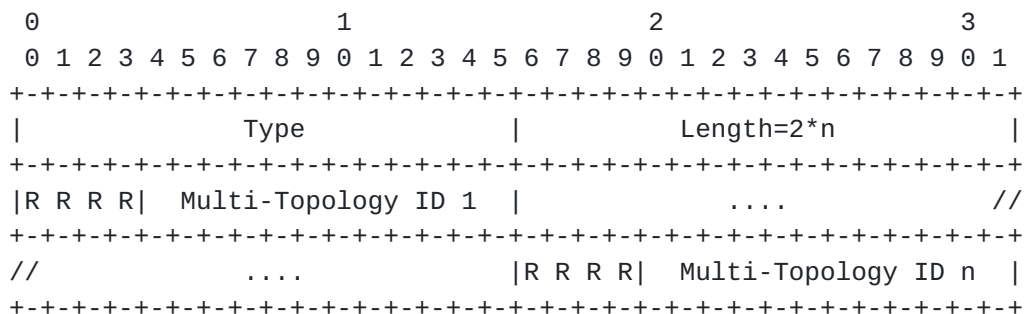 0                   1                   2                   3
 0 1 2 3 4 5 6 7 8 9 0 1 2 3 4 5 6 7 8 9 0 1 2 3 4 5 6 7 8 9 0 1
+-+-+-+-+-+-+-+-+-+-+-+-+-+-+-+-+-+-+-+-+-+-+-+-+-+-+-+-+-+-+-+-+
|              Type             |          Length=2*n           |
+-+-+-+-+-+-+-+-+-+-+-+-+-+-+-+-+-+-+-+-+-+-+-+-+-+-+-+-+-+-+-+-+
|R R R R|  Multi-Topology ID 1  |             ....             //
+-+-+-+-+-+-+-+-+-+-+-+-+-+-+-+-+-+-+-+-+-+-+-+-+-+-+-+-+-+-+-+-+
//             ....             |R R R R|  Multi-Topology ID n  |
+-+-+-+-+-+-+-+-+-+-+-+-+-+-+-+-+-+-+-+-+-+-+-+-+-+-+-+-+-+-+-+-+